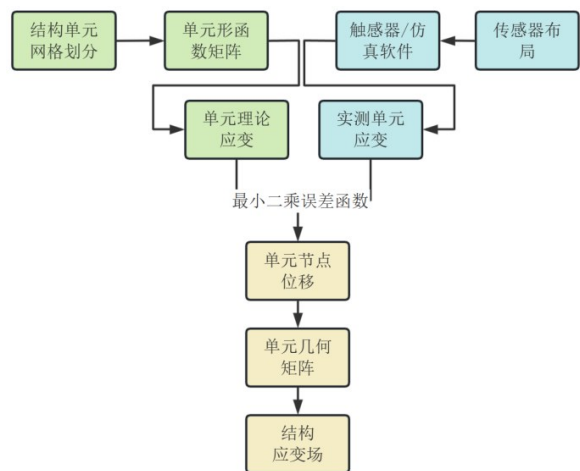 结构单元
网格划分
单元形函
数矩阵
触感器/仿
真软件
传感器布
局
单元理论
应变
实测单元
应变
最小二乘误差函数
单元节点
位移
单元几何
矩阵
结构
应变场